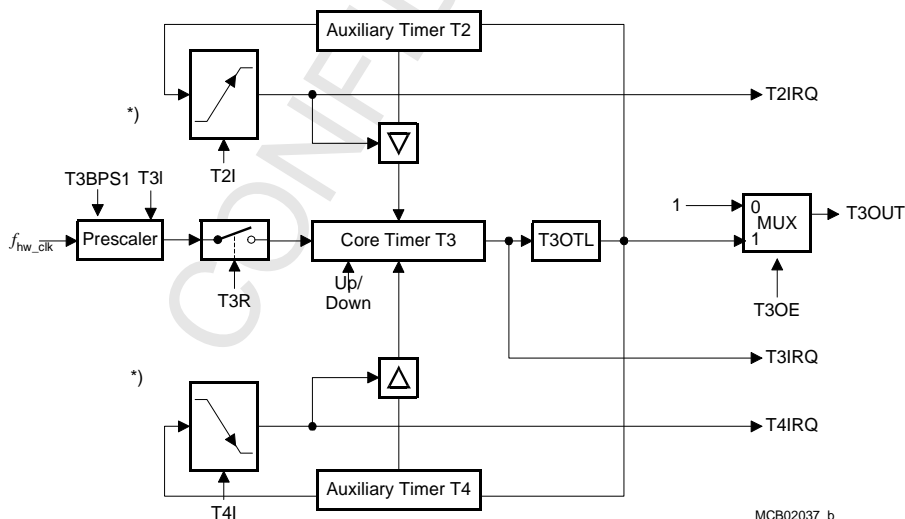 Auxiliary Timer T2
T2IRQ
*)
T2I
T3BPS1 T3I
f hw_clk
Prescaler
Core Timer T3
T3OTL
1
0
MUX
1
T3OUT
T3R
Up/
Down
T3OE
T3IRQ
*)
T4IRQ
Auxiliary Timer T4
T4I
MCB02037_b